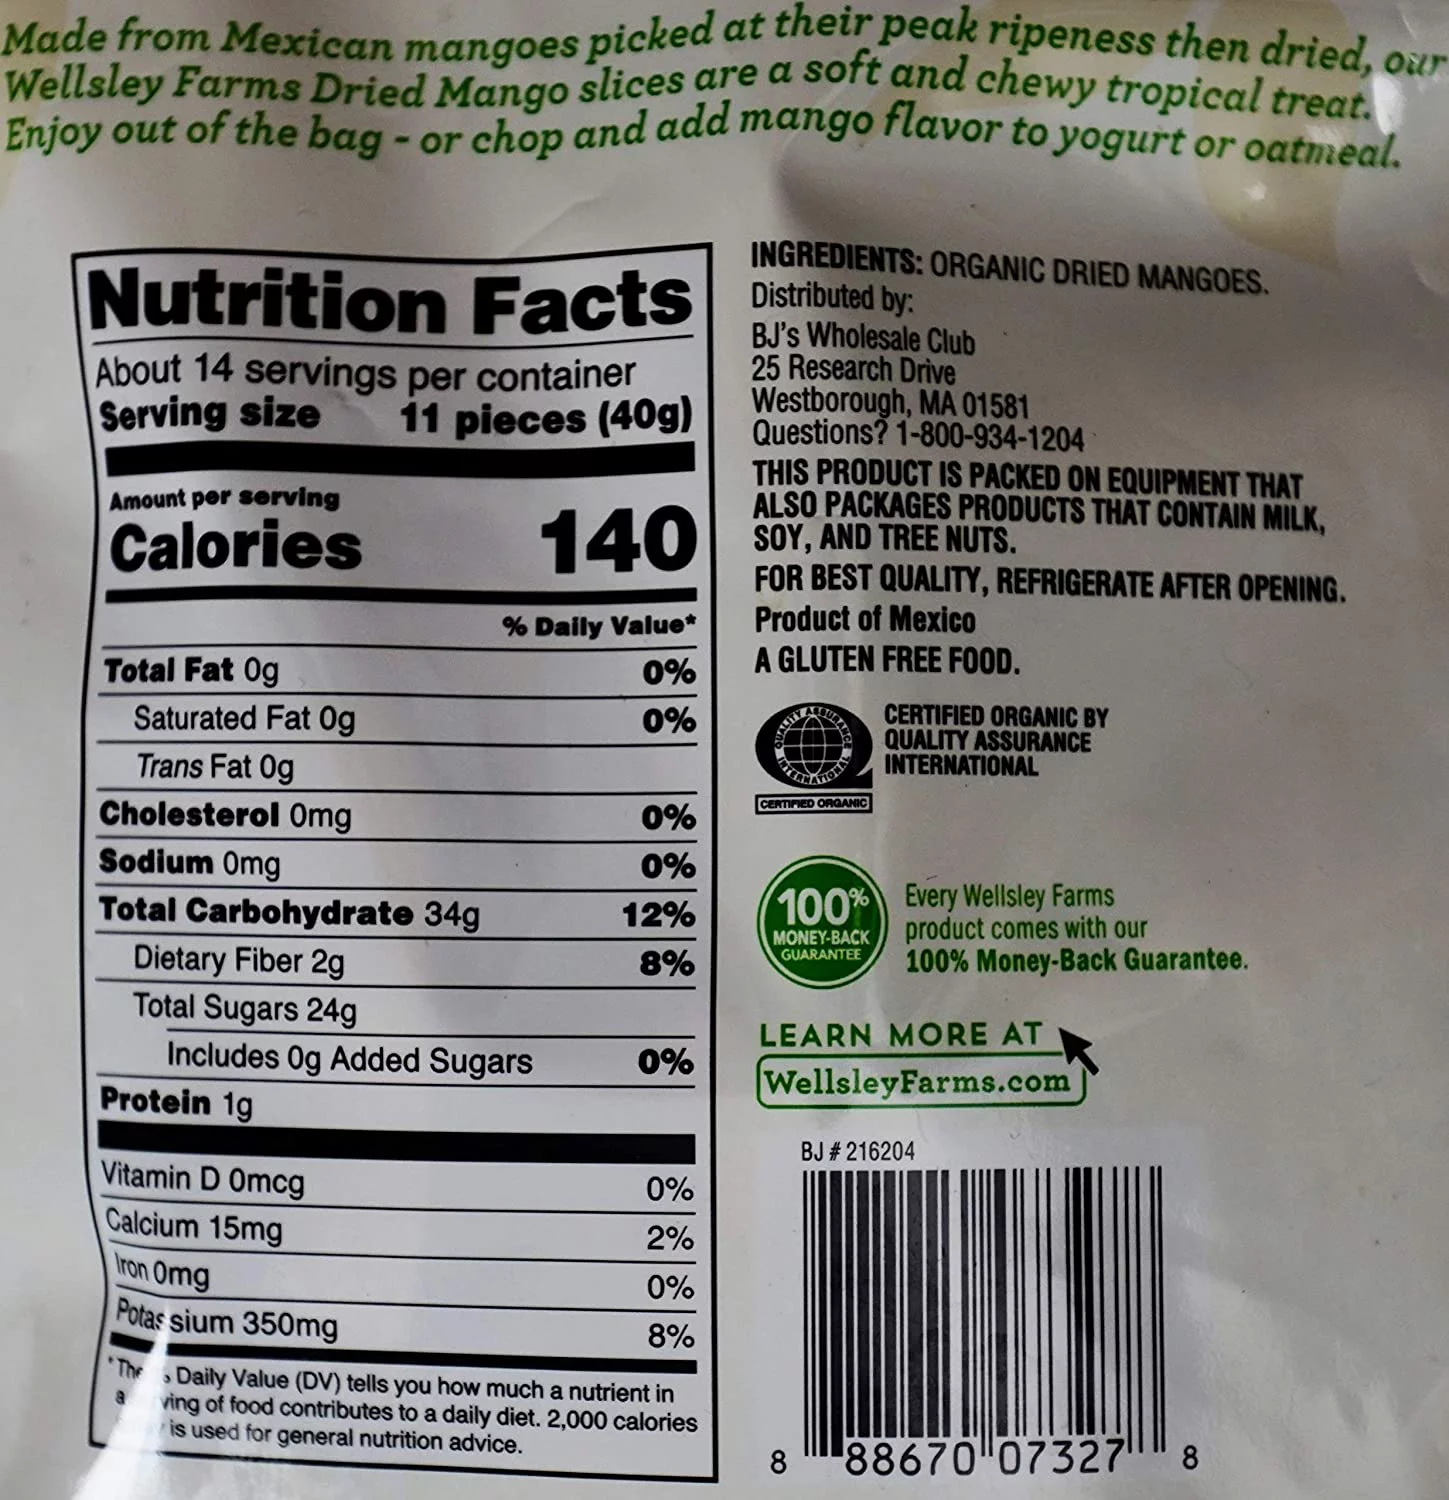 Made from Mexican mangoes picked at their peak ripeness then dried, our
Wellsley Farms Dried Mango slices are a soft and chewy tropical treat.
Enjoy out of the bag - or chop and add mango flavor to yogurt or oatmeal.
Nutrition Facts
About 14 servings per container
Serving size 11 pieces (40g)
Amount per serving
Calories 140
% Daily Value*
Total Fat 0g 0%
Saturated Fat 0g 0%
Trans Fat 0g
Cholesterol 0mg 0%
Sodium 0mg 0%
Total Carbohydrate 34g 12%
Dietary Fiber 2g 8%
Total Sugars 24g
Includes 0g Added Sugars 0%
Protein 1g
Vitamin D 0mcg 0%
Calcium 15mg 2%
Iron 0mg 0%
Potassium 350mg 8%
Daily Value (DV) tells you how much a nutrient in
of food contributes to a daily diet. 2,000 calories
is used for general nutrition advice.
INGREDIENTS: ORGANIC DRIED MANGOES.
Distributed by:
BJ's Wholesale Club
25 Research Drive
Westborough, MA 01581
Questions? 1-800-934-1204
THIS PRODUCT IS PACKED ON EQUIPMENT THAT
ALSO PACKAGES PRODUCTS THAT CONTAIN MILK,
SOY, AND TREE NUTS.
FOR BEST QUALITY, REFRIGERATE AFTER OPENING.
Product of Mexico
A GLUTEN FREE FOOD.
QUALITY ASSURANCE
INTERNATIONAL
CERTIFIED ORGANIC
CERTIFIED ORGANIC BY
QUALITY ASSURANCE
INTERNATIONAL
100%
MONEY-BACK
GUARANTEE
Every Wellsley Farms
product comes with our
100% Money-Back Guarantee.
LEARN MORE AT
WellsleyFarms.com
BJ # 216204
8 88670 07327 8